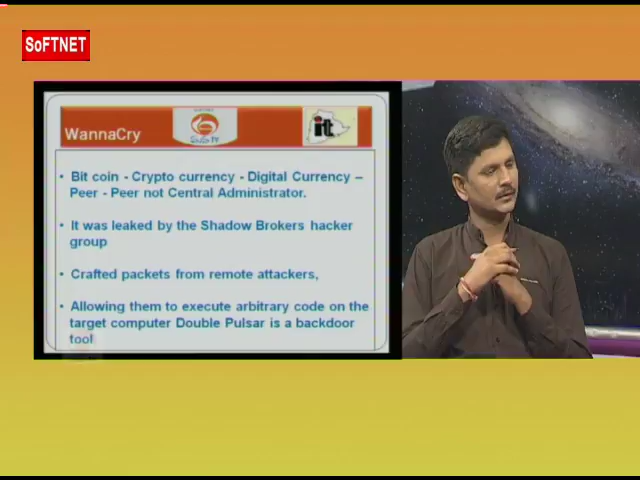 SoFTNET
WannaCry
it
• Bit coin - Crypto currency - Digital Currency –
Peer - Peer not Central Administrator.
• It was leaked by the Shadow Brokers hacker
group
• Crafted packets from remote attackers,
• Allowing them to execute arbitrary code on the
target computer Double Pulsar is a backdoor
tool